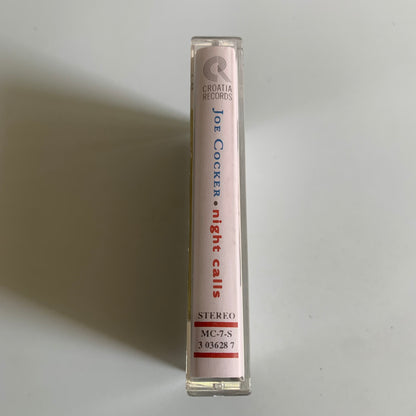 CROATIA
RECORDS
JOE COCKER • night calls
STEREO
MC-7-S
3 03628 7